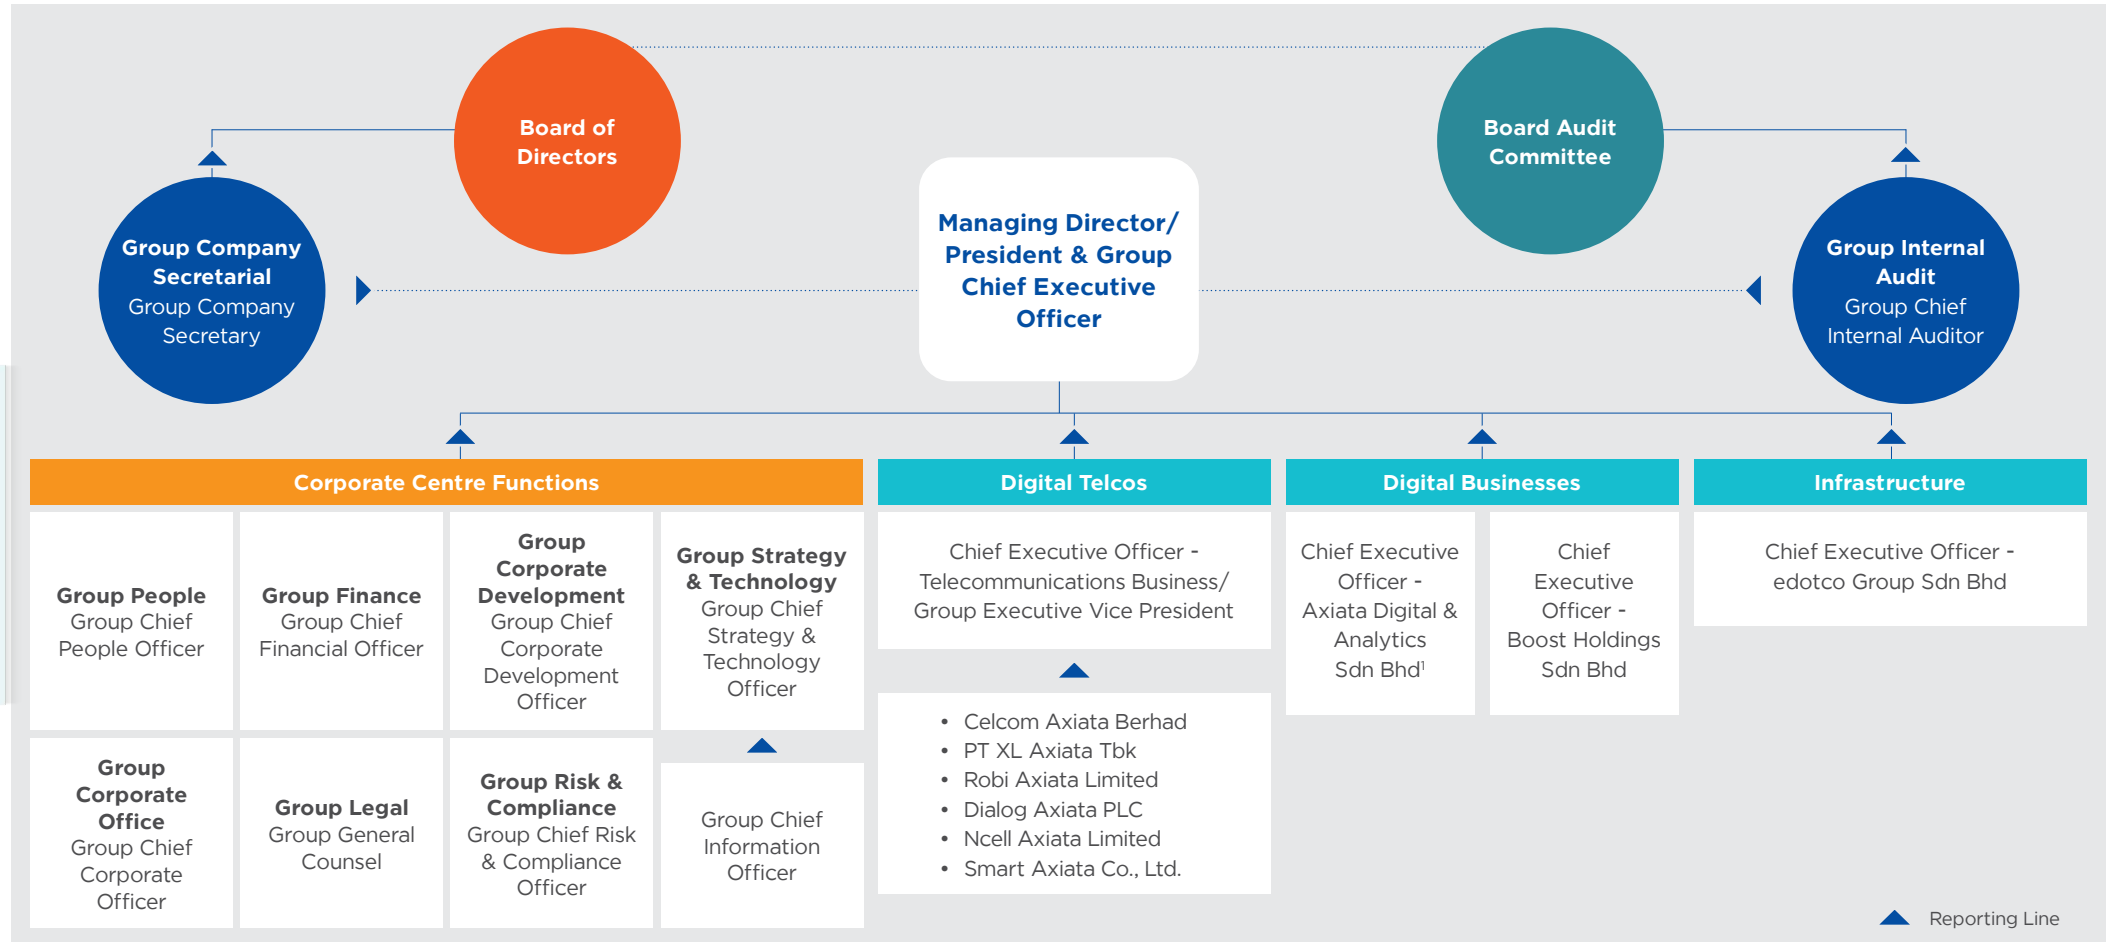 Board of
Directors
Board Audit
Committee
Group Company
Secretarial
Group Company
Secretary
Managing Director/
President & Group
Chief Executive
Officer
Group Internal
Audit
Group Chief
Internal Auditor
Corporate Centre Functions
Group People
Group Chief
People Officer
Group Finance
Group Chief
Financial Officer
Group
Corporate
Development
Group Chief
Corporate
Development
Officer
Group Strategy
& Technology
Group Chief
Strategy &
Technology
Officer
Group
Corporate
Office
Group Chief
Corporate
Officer
Group Legal
Group General
Counsel
Group Risk &
Compliance
Group Chief Risk
& Compliance
Officer
Group Chief
Information
Officer
Digital Telcos
Chief Executive Officer -
Telecommunications Business/
Group Executive Vice President
• Celcom Axiata Berhad
• PT XL Axiata Tbk
• Robi Axiata Limited
• Dialog Axiata PLC
• Ncell Axiata Limited
• Smart Axiata Co., Ltd.
Digital Businesses
Chief Executive
Officer -
Axiata Digital &
Analytics
Sdn Bhd¹
Chief
Executive
Officer -
Boost Holdings
Sdn Bhd
Infrastructure
Chief Executive Officer -
edotco Group Sdn Bhd
Reporting Line